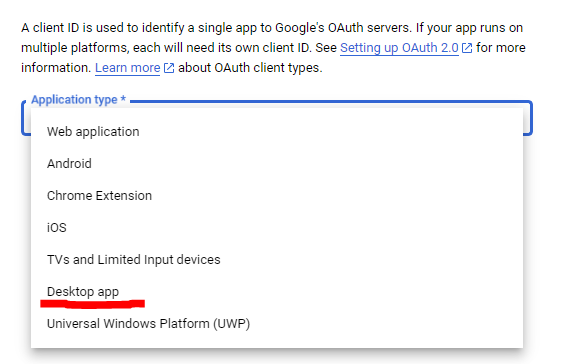 A client ID is used to identify a single app to Google's OAuth servers. If your app runs on
multiple platforms, each will need its own client ID. See Setting up OAuth 2.0 for more
information. Learn more about OAuth client types.
Application type *
Web application
Android
Chrome Extension
iOS
TVs and Limited Input devices
Desktop app
Universal Windows Platform (UWP)